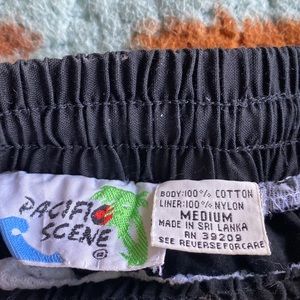 PACIFIC
SCENE
®
BODY:100% COTTON
LINER:100% NYLON
MEDIUM
MADE IN SRI LANKA
RN 39209
SEE REVERSE FOR CARE